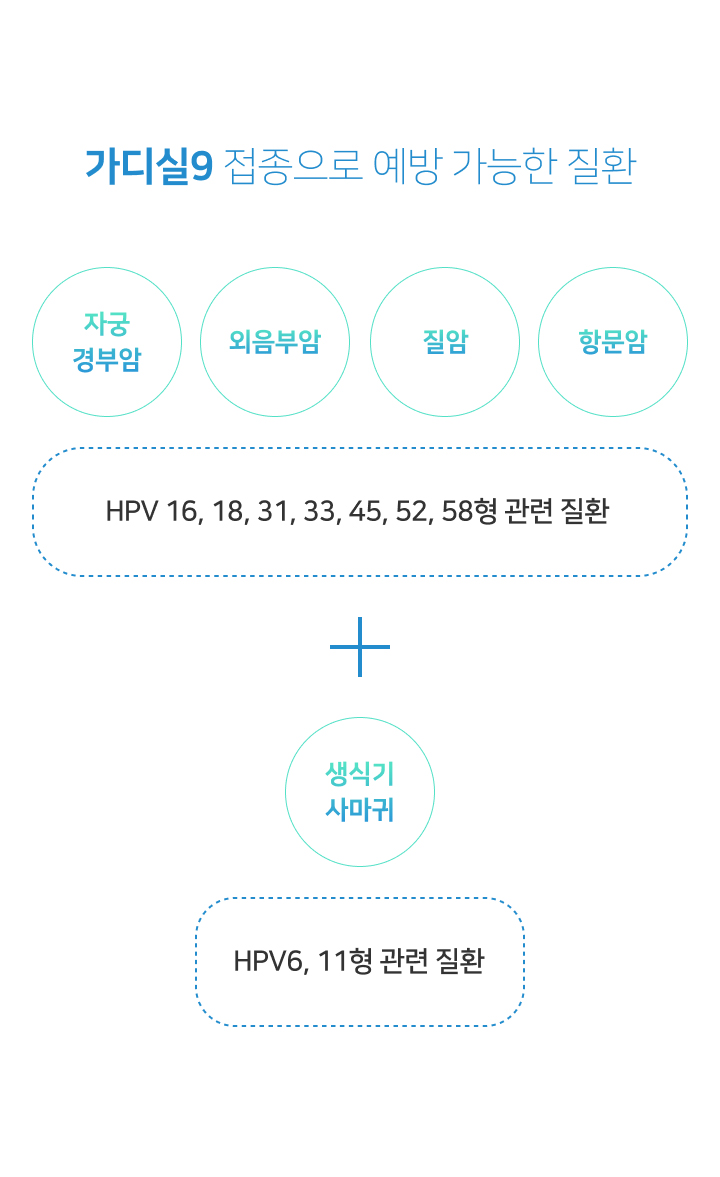 가디실9 접종으로 예방 가능한 질환
자궁
경부암
외음부암
질암
항문암
HPV 16, 18, 31, 33, 45, 52, 58형 관련 질환
생식기
사마귀
HPV6, 11형 관련 질환